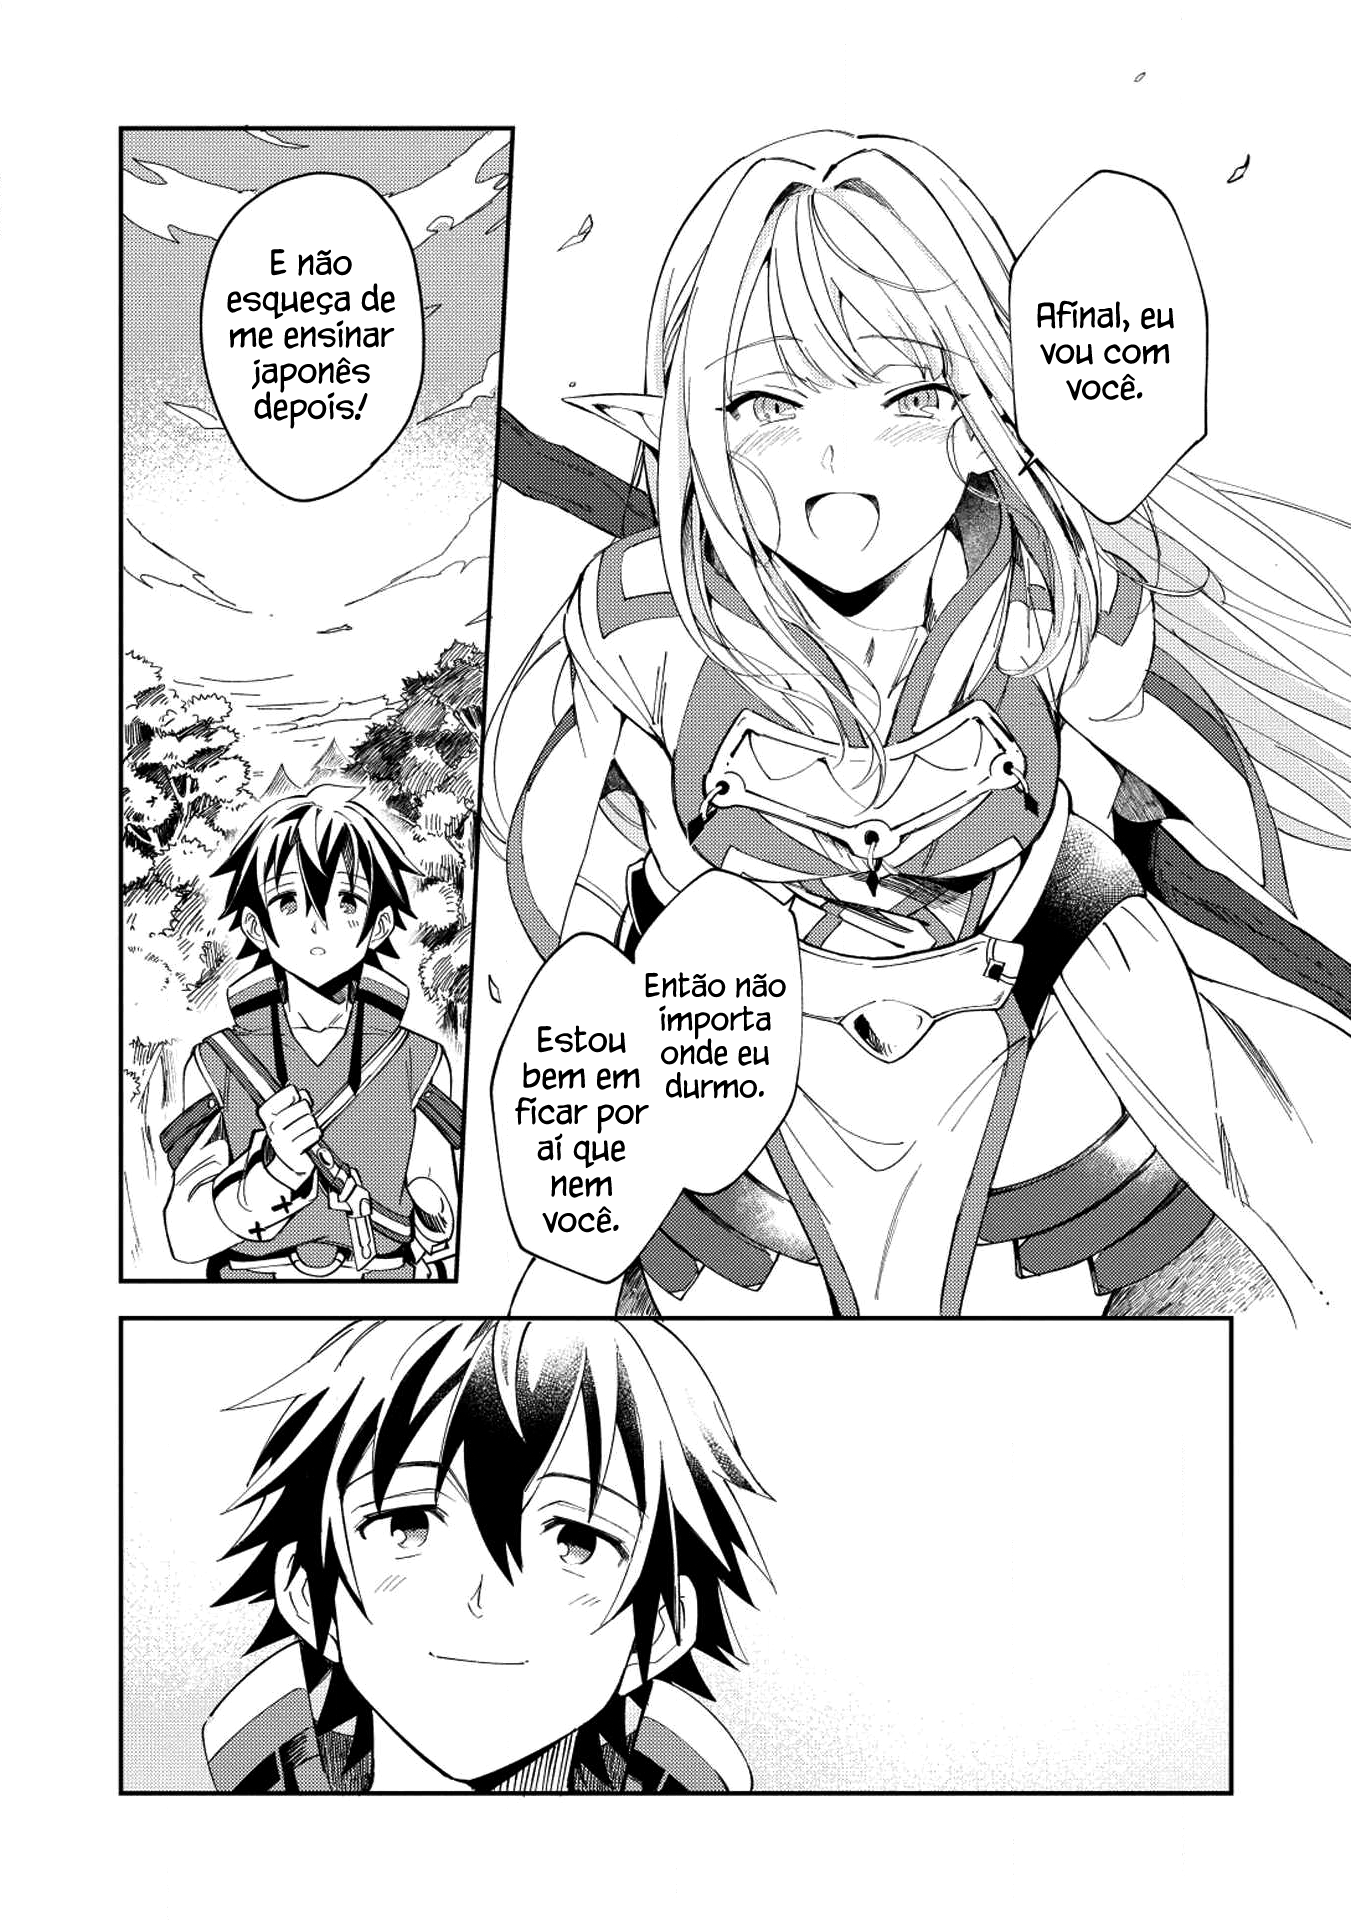 Afinal, eu
vou com
você.
Então não
importa
onde eu
durmo.
Estou
bem em
ficar por
aí que
nem
você.
E não
esqueça de
me ensinar
japonês
depois!